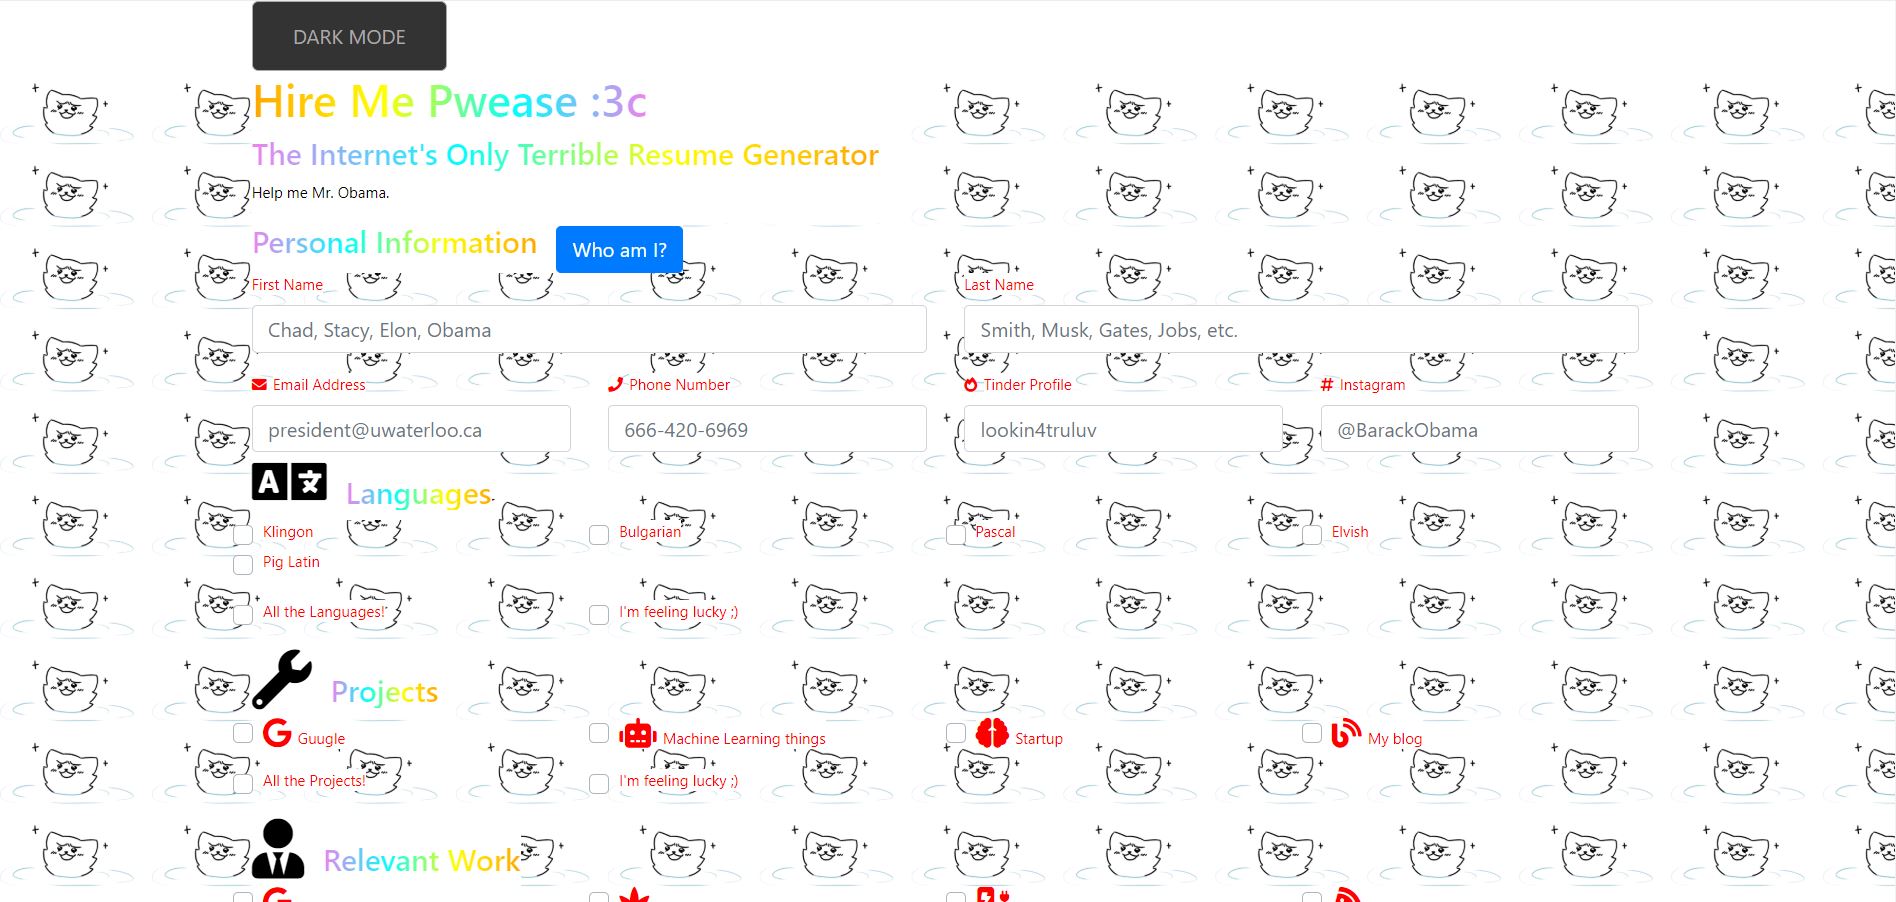 DARK MODE
Hire Me Pwease :3c
The Internet's Only Terrible Resume Generator
Help me Mr. Obama.
Personal Information Who am I?
First Name Last Name
Chad, Stacy, Elon, Obama Smith, Musk, Gates, Jobs, etc.
Email Address Phone Number Tinder Profile # Instagram
president@uwaterloo.ca 666-420-6969 lookin4truluv @BarackObama
A 文 Languages
Klingon Bulgarian Pascal Elvish
Pig Latin
All the Languages! I'm feeling lucky ;)
Projects
G Guugle Machine Learning things Startup My blog
All the Projects! I'm feeling lucky ;)
Relevant Work